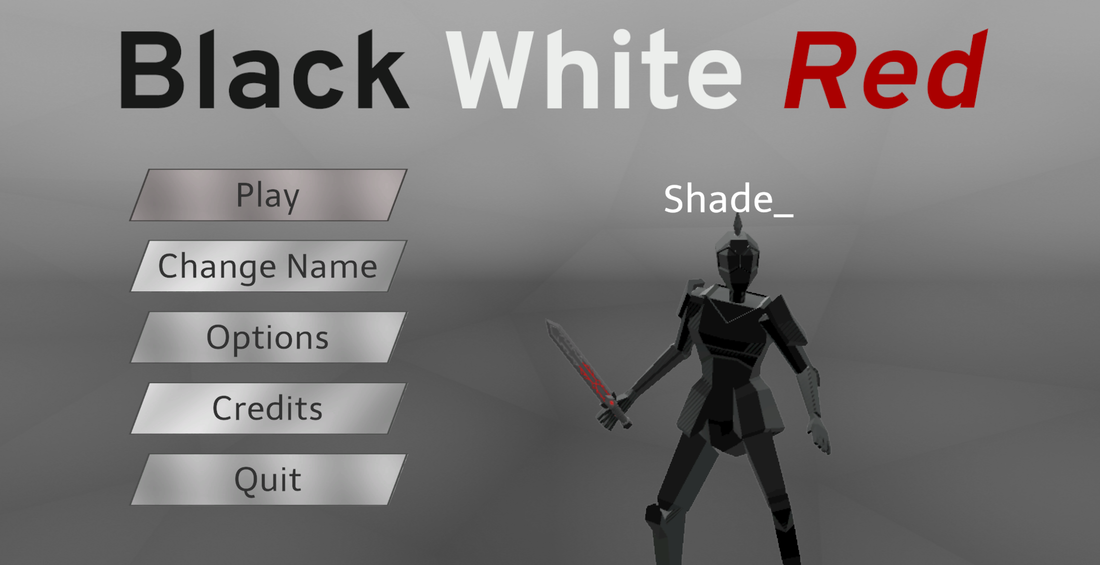 Black White Red
Play
Shade_
Change Name
Options
Credits
Quit